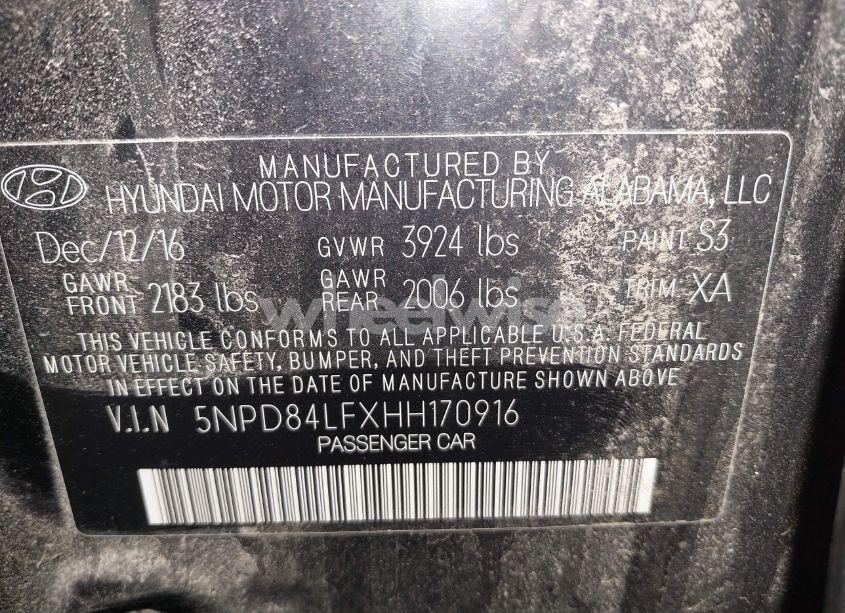 MANUFACTURED BY
HYUNDAI MOTOR MANUFACTURING ALABAMA, LLC
Dec/12/16 GVWR 3924 lbs PAINT S3
GAWR FRONT 2183 lbs GAWR REAR 2006 lbs TRIM XA
wheelwise
THIS VEHICLE CONFORMS TO ALL APPLICABLE U.S.A. FEDERAL
MOTOR VEHICLE SAFETY, BUMPER, AND THEFT PREVENTION STANDARDS
IN EFFECT ON THE DATE OF MANUFACTURE SHOWN ABOVE
V.I.N 5NPD84LFXHH170916
PASSENGER CAR